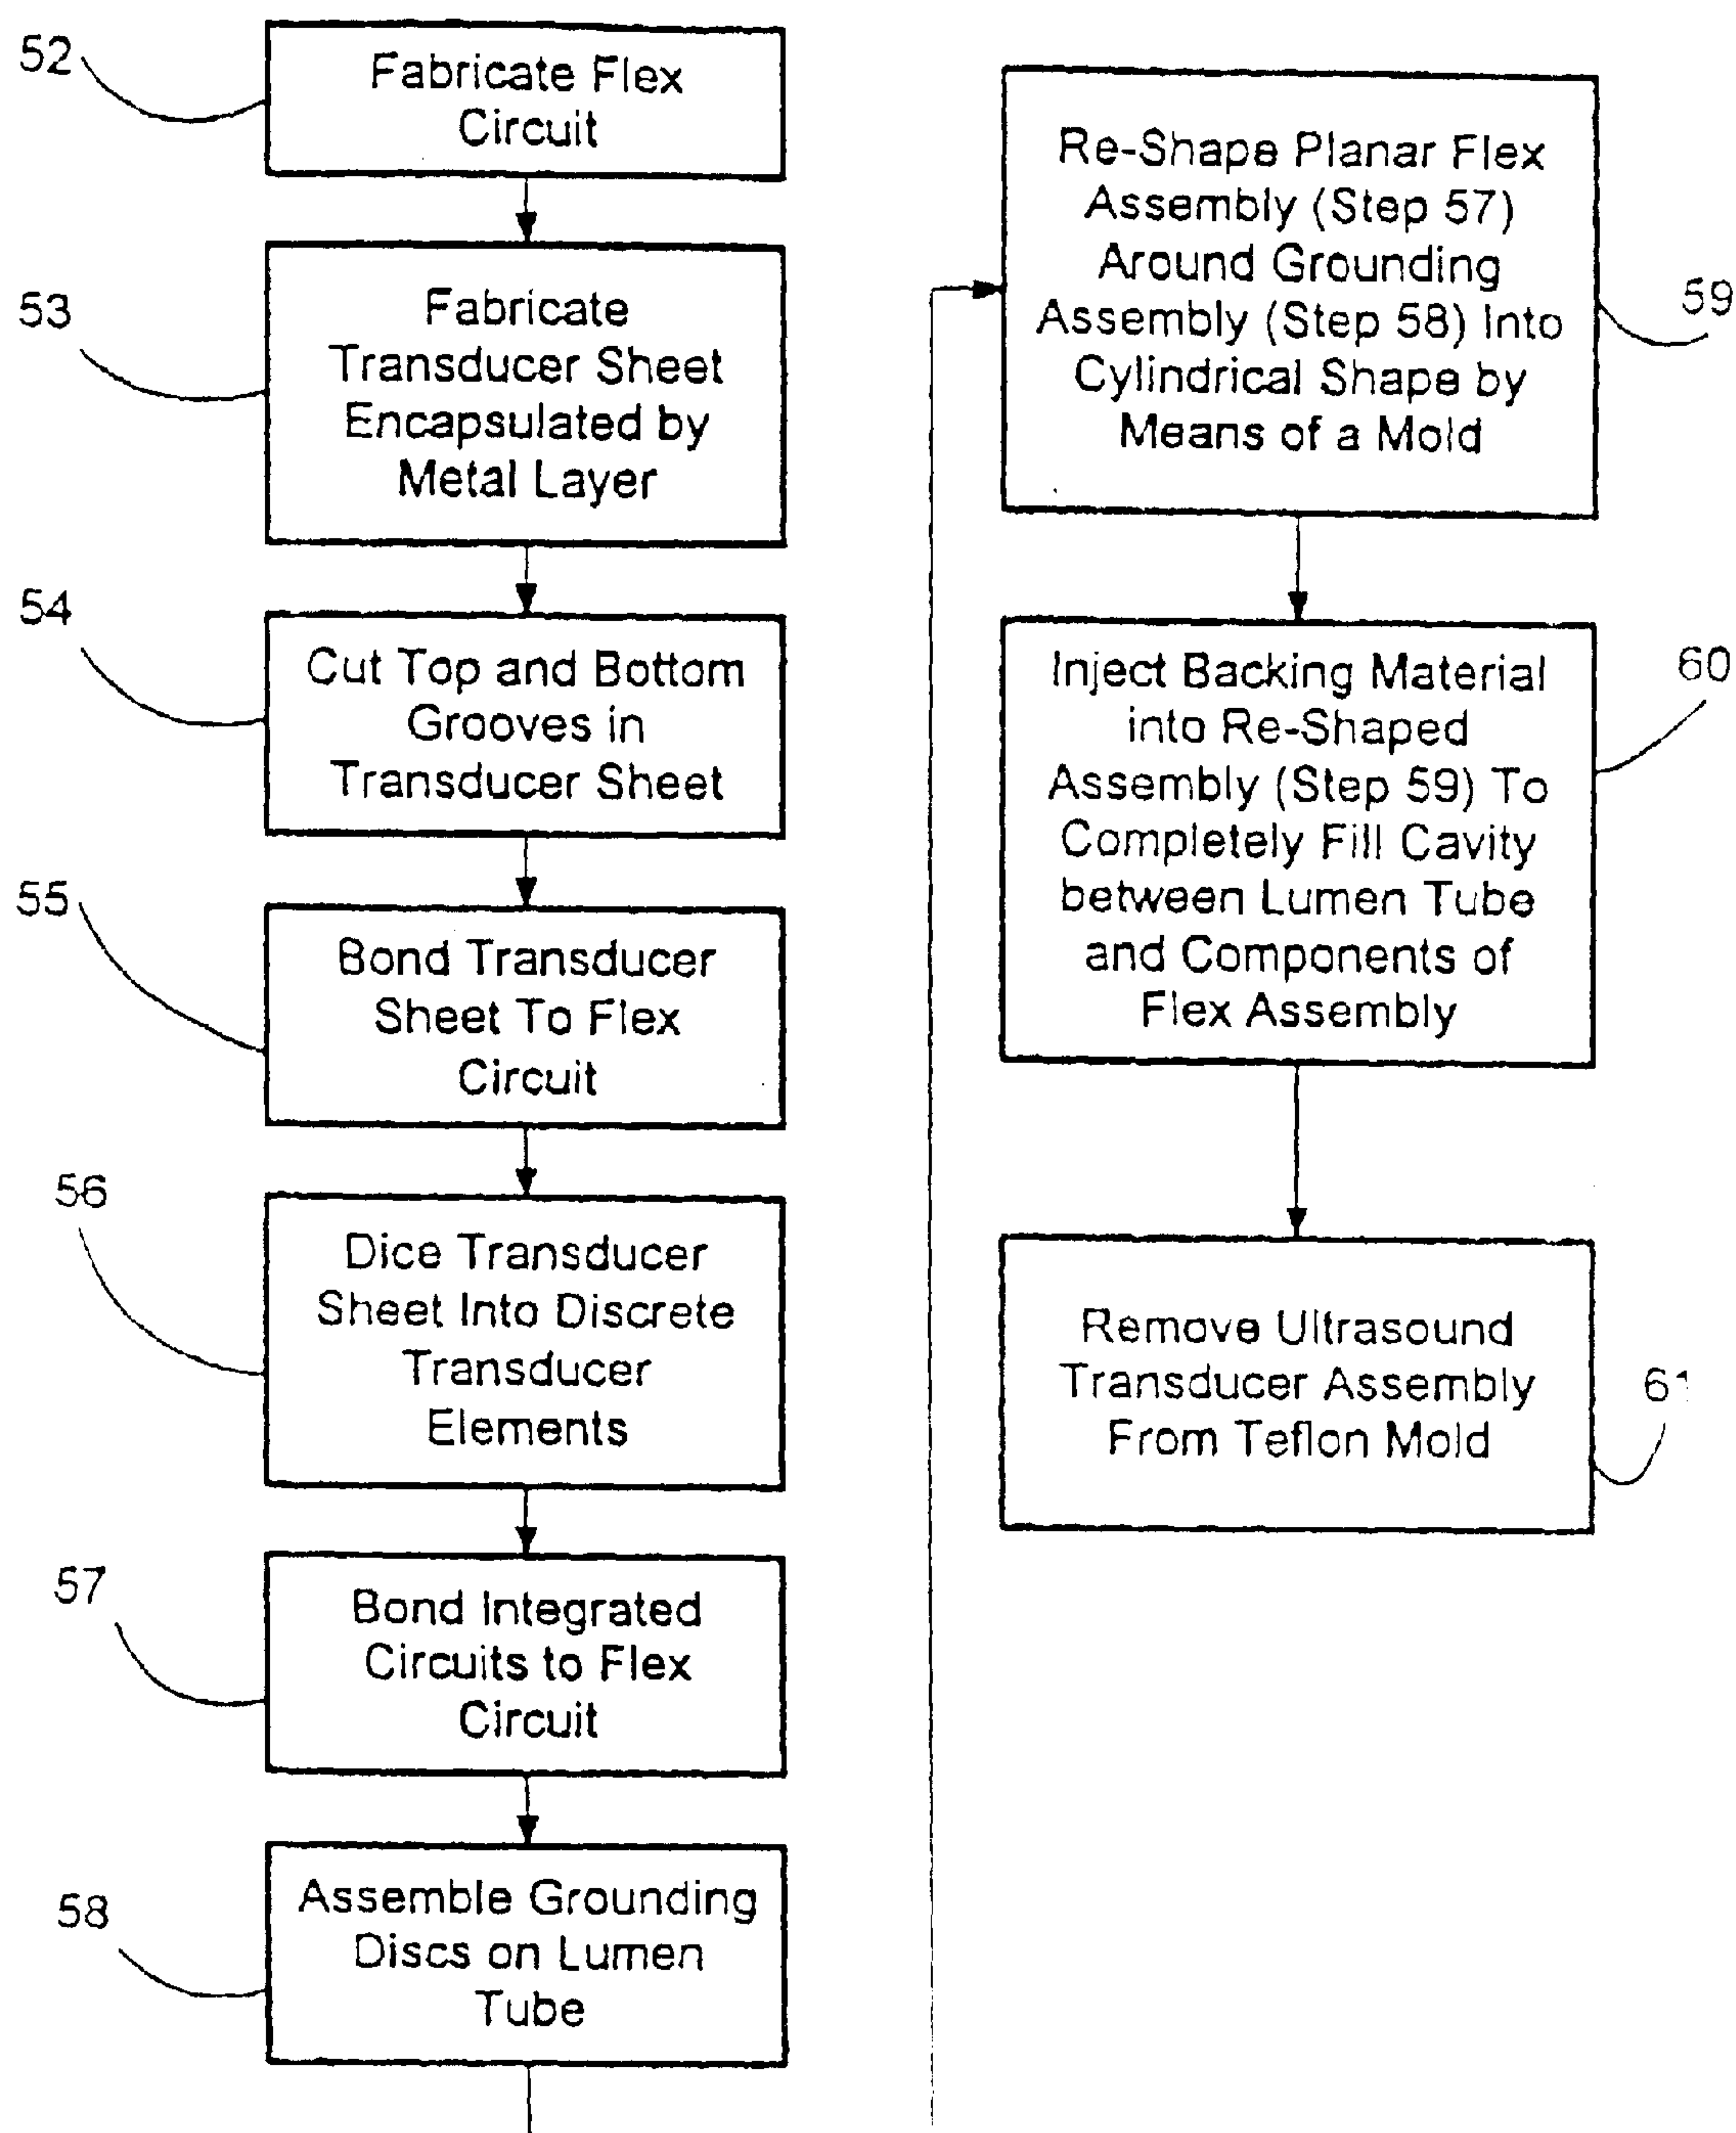 52
Fabricate Flex
Circuit
53
Fabricate
Transducer Sheet
Encapsulated by
Metal Layer
54
Cut Top and Bottom
Grooves in
Transducer Sheet
55
Bond Transducer
Sheet To Flex
Circuit
56
Dice Transducer
Sheet Into Discrete
Transducer
Elements
57
Bond Integrated
Circuits to Flex
Circuit
58
Assemble Grounding
Discs on Lumen
Tube
Re-Shape Planar Flex
Assembly (Step 57)
Around Grounding
Assembly (Step 58) Into
Cylindrical Shape by
Means of a Mold
59
Inject Backing Material
into Re-Shaped
Assembly (Step 59) To
Completely Fill Cavity
between Lumen Tube
and Components of
Flex Assembly
60
Remove Ultrasound
Transducer Assembly
From Teflon Mold
61